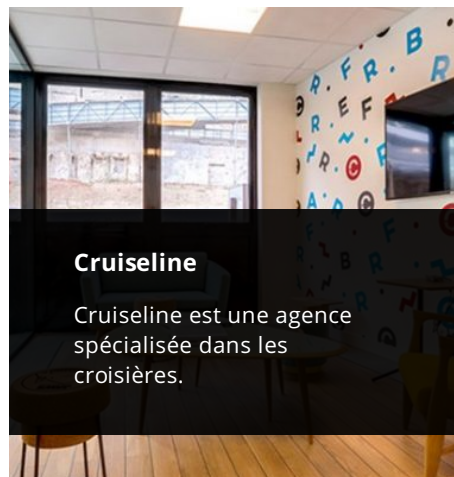 Cruiseline
Cruiseline est une agence
spécialisée dans les
croisières.